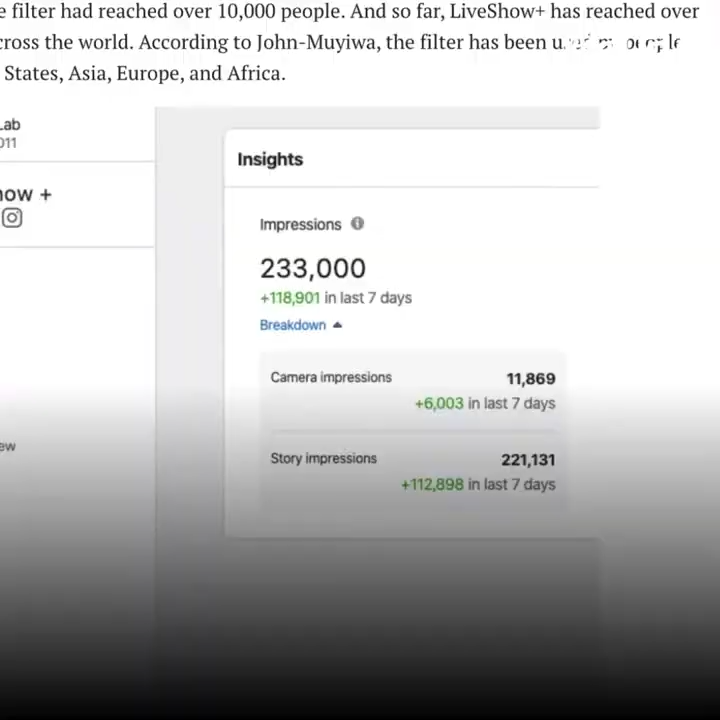 e filter had reached over 10,000 people. And so far, LiveShow+ has reached over
cross the world. According to John-Muyiwa, the filter has been
States, Asia, Europe, and Africa.
Lab
011
now +
Insights
Impressions
233,000
+118,901 in last 7 days
Breakdown
Camera impressions 11,869
+6,003 in last 7 days
Story impressions 221,131
+112,898 in last 7 days
ew